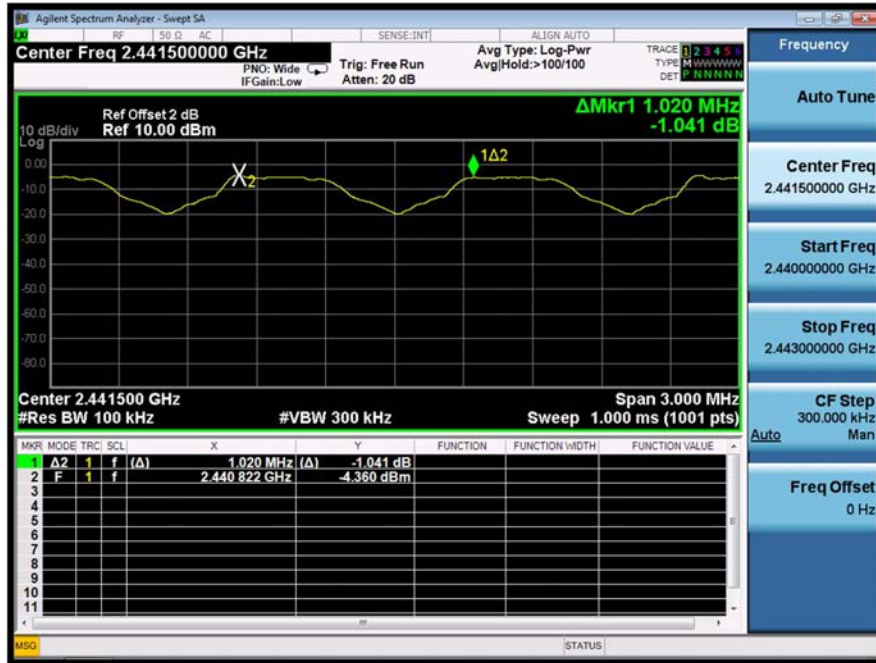 Agilent Spectrum Analyzer - Swept SA
RF 50 Ω AC SENSE:INT ALIGN AUTO
Center Freq 2.441500000 GHz
PNO: Wide Trig: Free Run
IFGain:Low Atten: 20 dB
Avg Type: Log-Pwr
Avg|Hold:>100/100
TRACE 1 2 3 4 5 6
TYPE M
DET P N N N N N
Frequency
Auto Tune
Center Freq
2.441500000 GHz
Start Freq
2.440000000 GHz
Stop Freq
2.443000000 GHz
CF Step
300.000 kHz
Auto Man
Freq Offset
0 Hz
ΔMkr1 1.020 MHz
-1.041 dB
Ref Offset 2 dB
10 dB/div Ref 10.00 dBm
Log
0.00
-10.0
-20.0
-30.0
-40.0
-50.0
-60.0
-70.0
-80.0
2
1Δ2
Center 2.441500 GHz Span 3.000 MHz
#Res BW 100 kHz #VBW 300 kHz Sweep 1.000 ms (1001 pts)
MKR MODE TRC SCL X Y FUNCTION FUNCTION WIDTH FUNCTION VALUE
1 Δ2 1 f (Δ) 1.020 MHz (Δ) -1.041 dB
2 F 1 f 2.440 822 GHz -4.360 dBm
3
4
5
6
7
8
9
10
11
MSG STATUS